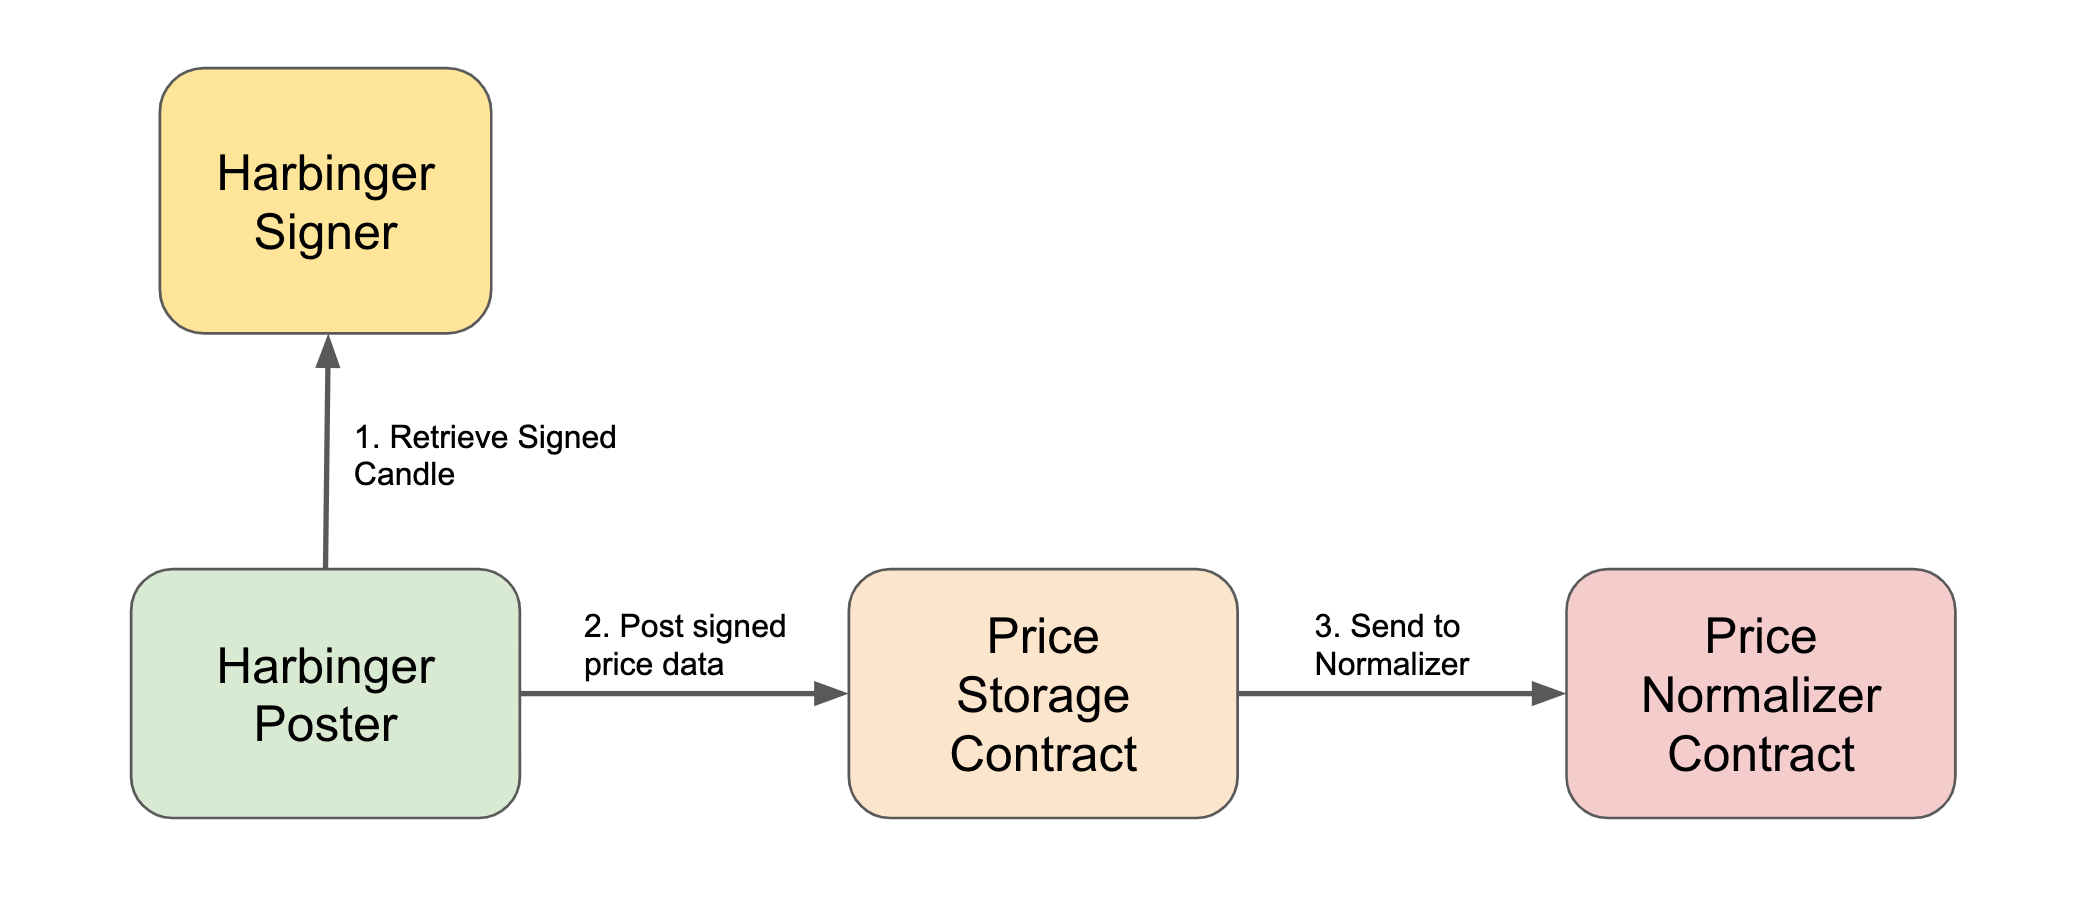 Harbinger
Signer
1. Retrieve Signed
Candle
Harbinger
Poster
2. Post signed
price data
Price
Storage
Contract
3. Send to
Normalizer
Price
Normalizer
Contract